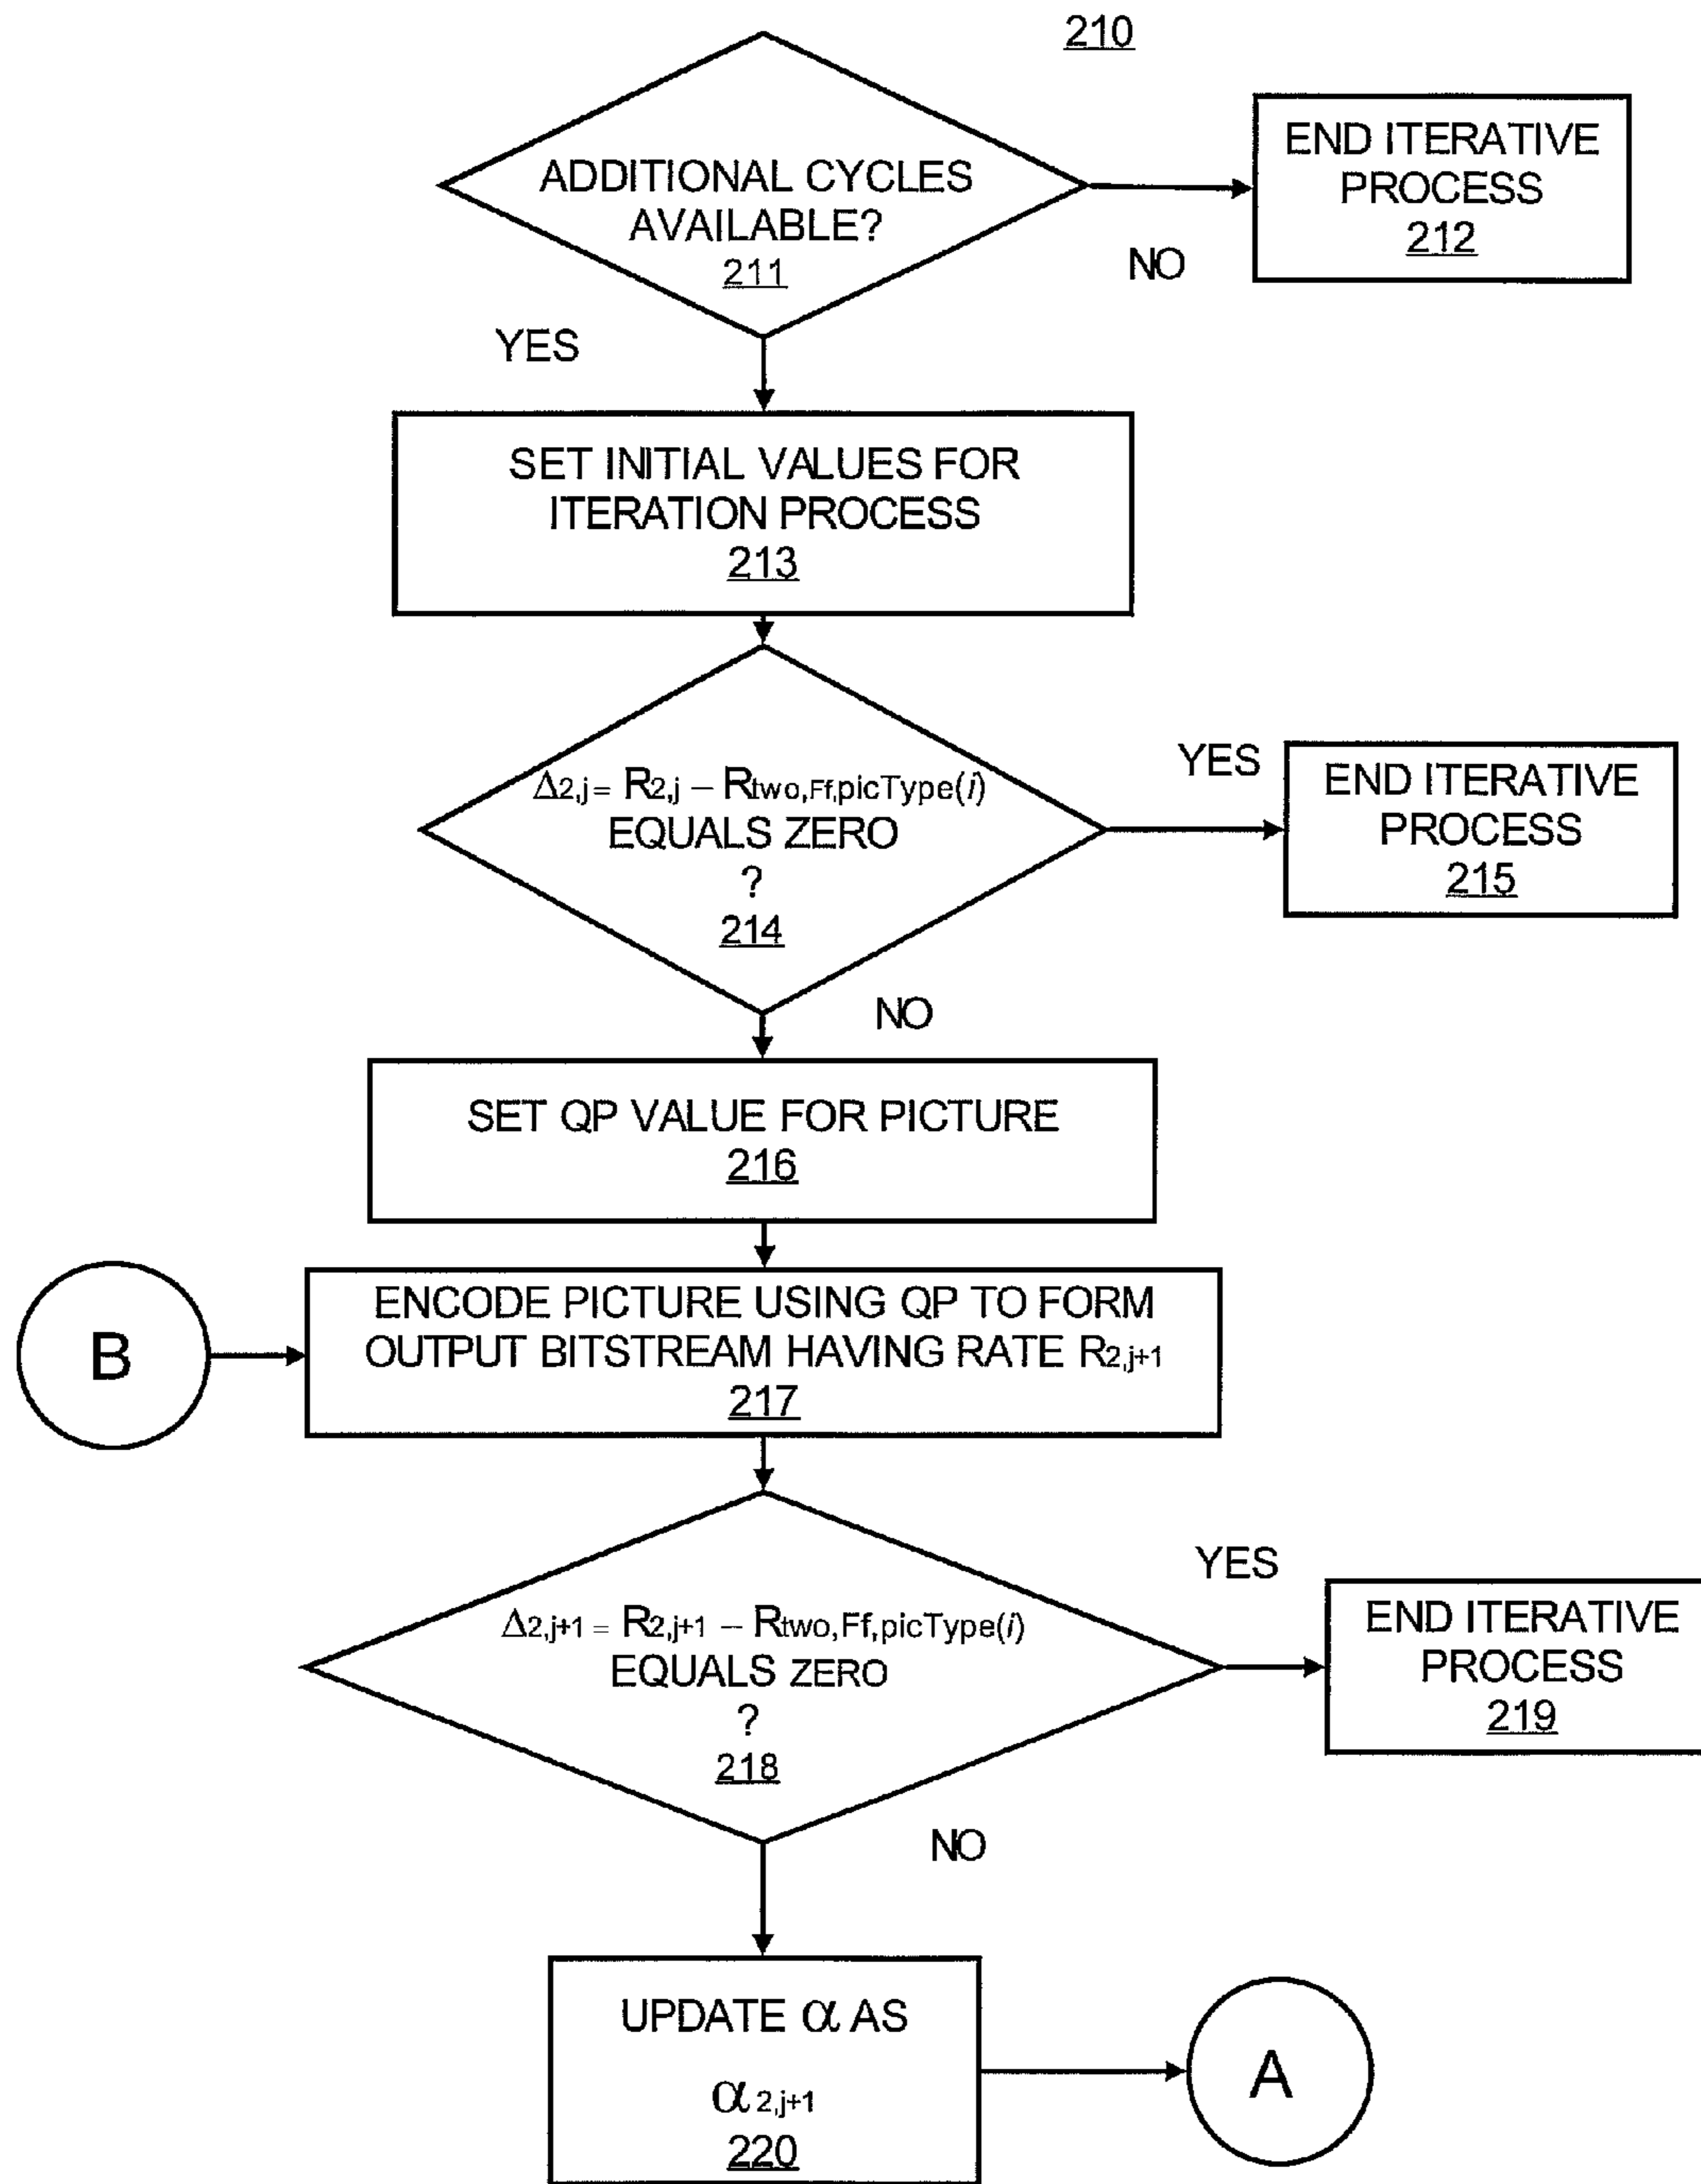 210
ADDITIONAL CYCLES
AVAILABLE?
211
END ITERATIVE
PROCESS
212
NO
YES
SET INITIAL VALUES FOR
ITERATION PROCESS
213
Δ2,j = R2,j – Rtwo,Ff,picType(i)
EQUALS ZERO
?
214
YES
END ITERATIVE
PROCESS
215
NO
SET QP VALUE FOR PICTURE
216
B
ENCODE PICTURE USING QP TO FORM
OUTPUT BITSTREAM HAVING RATE R2,j+1
217
Δ2,j+1 = R2,j+1 – Rtwo,Ff,picType(i)
EQUALS ZERO
?
218
YES
END ITERATIVE
PROCESS
219
NO
UPDATE α AS
α2,j+1
220
A